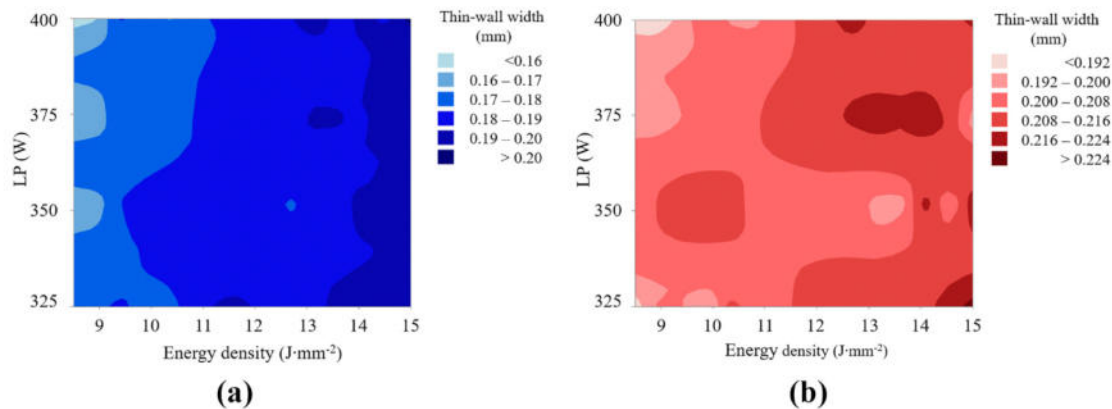 Thin-wall width
(mm)
<0.16
0.16 – 0.17
0.17 – 0.18
0.18 – 0.19
0.19 – 0.20
> 0.20
400
375
350
325
LP (W)
9 10 11 12 13 14 15
Energy density (J·mm-2)
(a)
Thin-wall width
(mm)
<0.192
0.192 – 0.200
0.200 – 0.208
0.208 – 0.216
0.216 – 0.224
> 0.224
400
375
350
325
LP (W)
9 10 11 12 13 14 15
Energy density (J·mm-2)
(b)